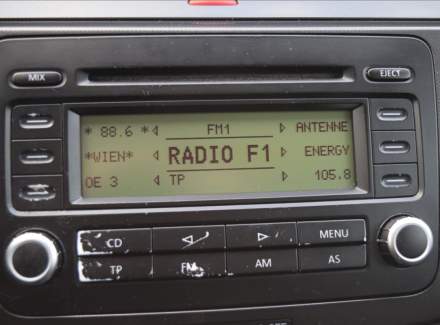 MIX EJECT
* 88.6 * FM1 ANTENNE
*WIEN* RADIO F1 ENERGY
OE 3 TP 105.8
CD MENU
TP FM AM AS